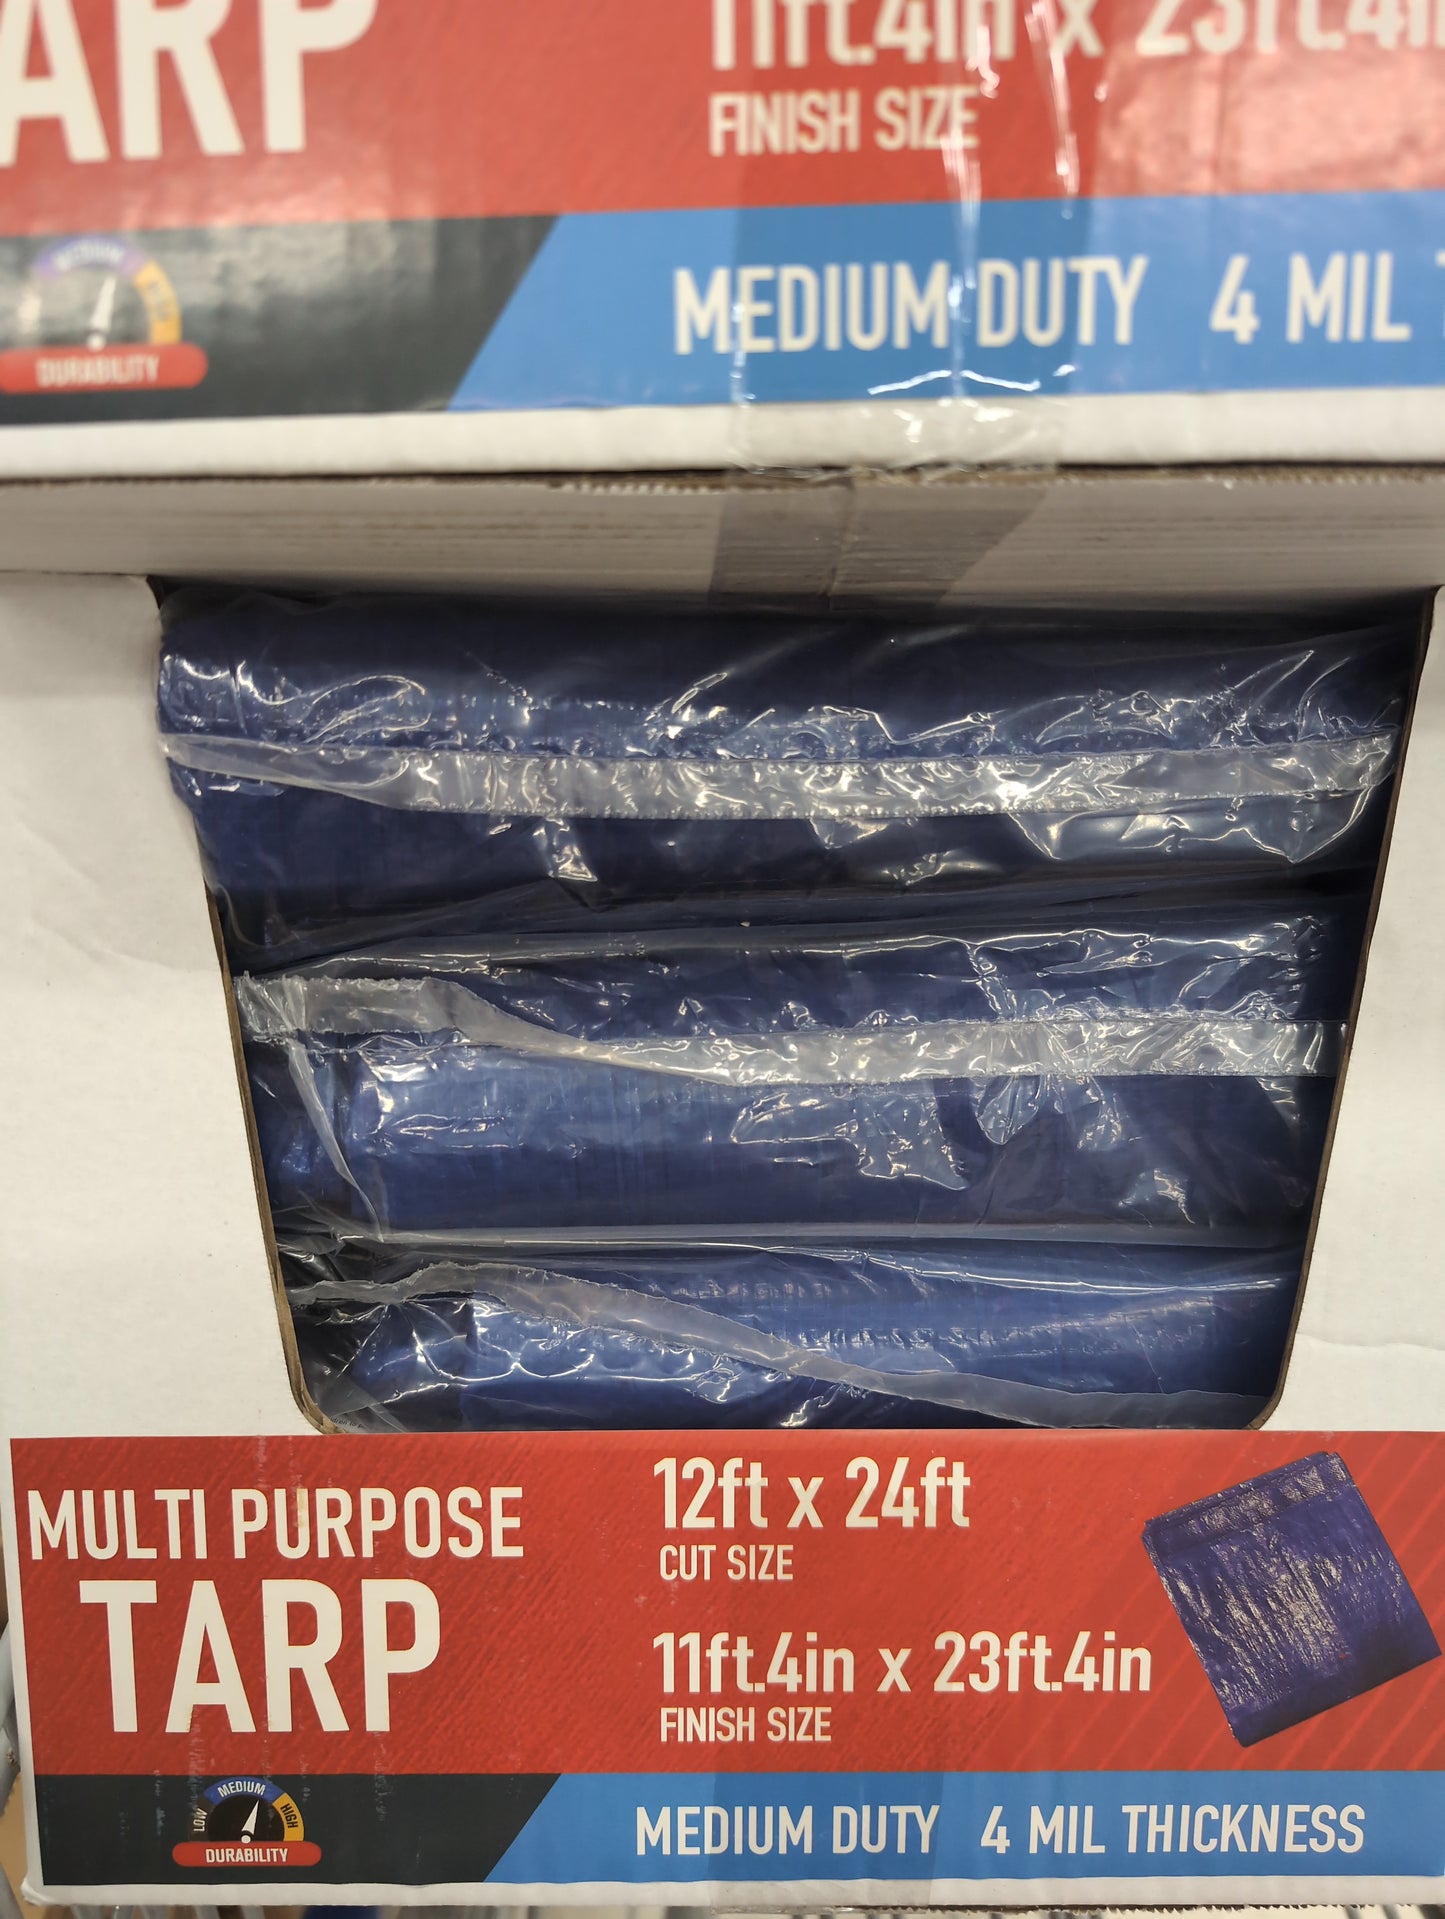 ARP
11ft.4in x 23ft.4in
FINISH SIZE
MEDIUM
DURABILITY
MEDIUM DUTY 4 MIL
MULTI PURPOSE
TARP
12ft x 24ft
CUT SIZE
11ft.4in x 23ft.4in
FINISH SIZE
LOW MEDIUM HIGH
DURABILITY
MEDIUM DUTY 4 MIL THICKNESS